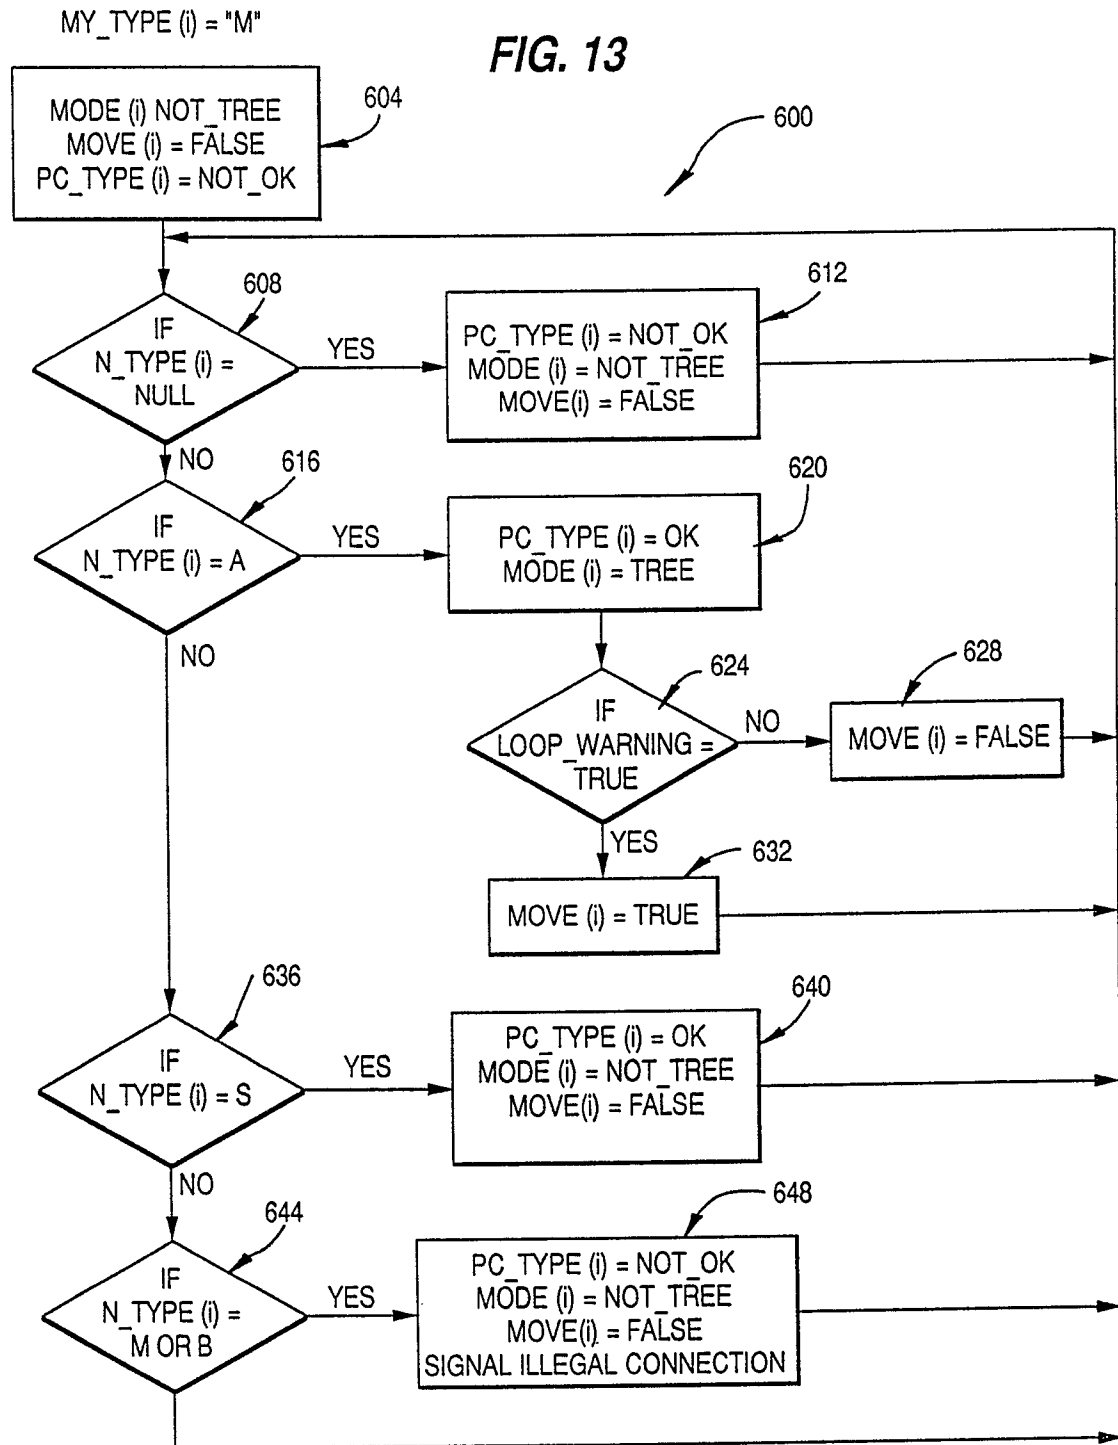 MY_TYPE (i) = "M"
FIG. 13
MODE (i) NOT_TREE
MOVE (i) = FALSE
PC_TYPE (i) = NOT_OK
604
600
608
IF
N_TYPE (i) =
NULL
YES
612
PC_TYPE (i) = NOT_OK
MODE (i) = NOT_TREE
MOVE(i) = FALSE
NO
616
IF
N_TYPE (i) = A
YES
620
PC_TYPE (i) = OK
MODE (i) = TREE
NO
624
IF
LOOP_WARNING =
TRUE
NO
628
MOVE (i) = FALSE
YES
632
MOVE (i) = TRUE
636
IF
N_TYPE (i) = S
YES
640
PC_TYPE (i) = OK
MODE (i) = NOT_TREE
MOVE(i) = FALSE
NO
644
IF
N_TYPE (i) =
M OR B
YES
648
PC_TYPE (i) = NOT_OK
MODE (i) = NOT_TREE
MOVE(i) = FALSE
SIGNAL ILLEGAL CONNECTION